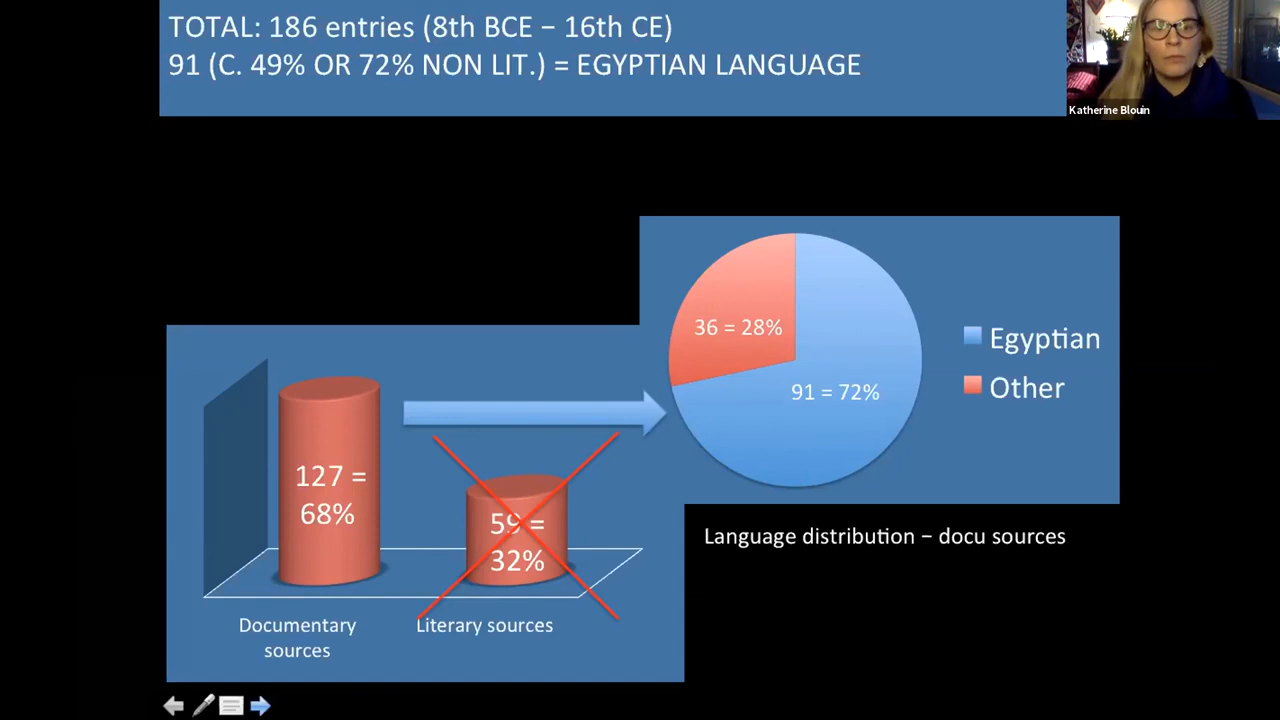 TOTAL: 186 entries (8th BCE – 16th CE)
91 (C. 49% OR 72% NON LIT.) = EGYPTIAN LANGUAGE
Katherine Blouin
36 = 28%
91 = 72%
Egyptian
Other
127 =
68%
59 =
32%
Documentary
sources
Literary sources
Language distribution – docu sources